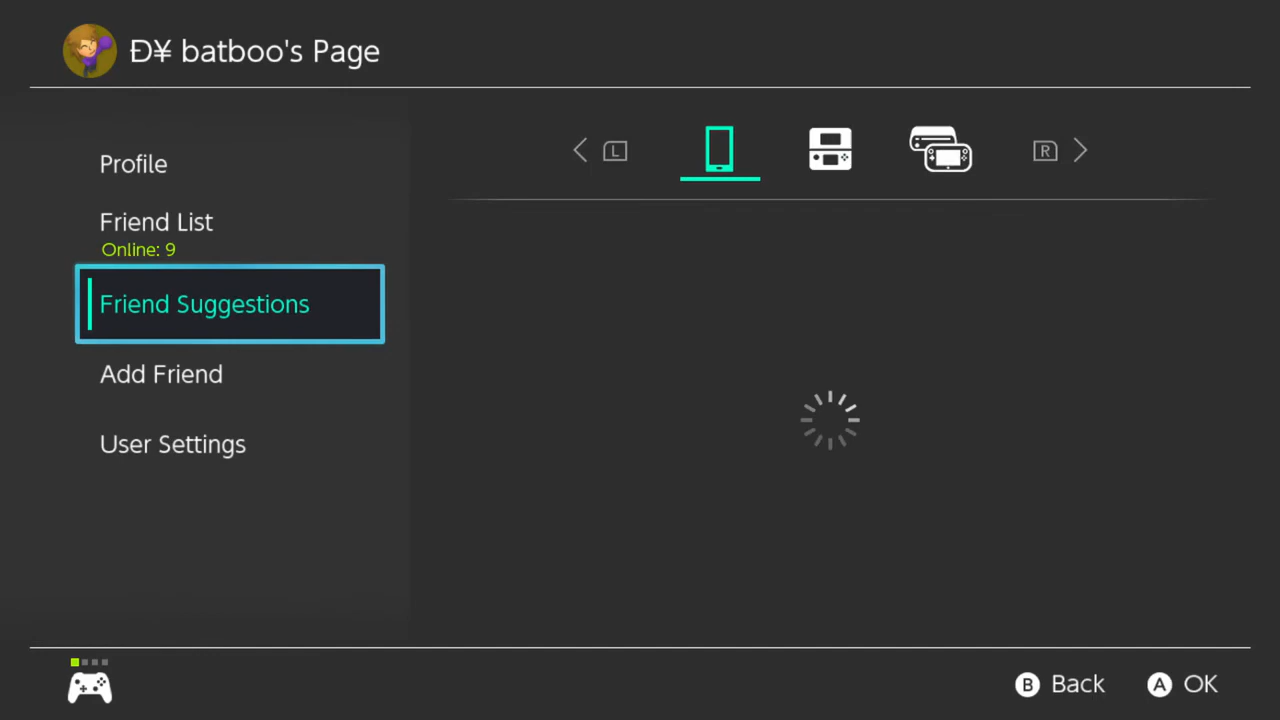 Ð¥ batboo's Page
Profile
Friend List
Online: 9
Friend Suggestions
Add Friend
User Settings
L
R
B Back
A OK